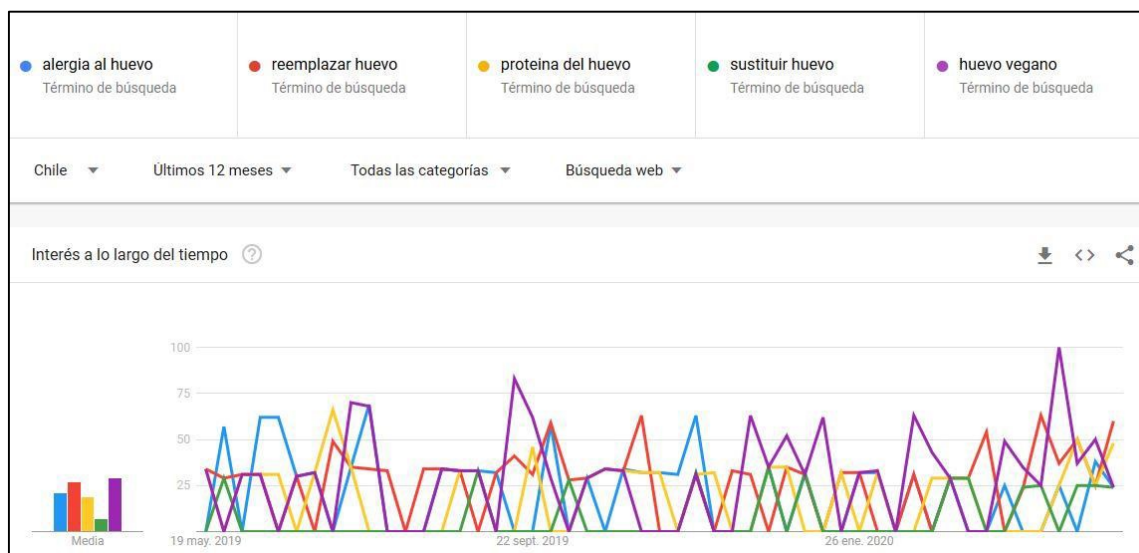 alergia al huevo
Término de búsqueda
reemplazar huevo
Término de búsqueda
proteina del huevo
Término de búsqueda
sustituir huevo
Término de búsqueda
huevo vegano
Término de búsqueda
Chile
Últimos 12 meses
Todas las categorías
Búsqueda web
Interés a lo largo del tiempo
100
75
50
25
Media
19 may. 2019
22 sept. 2019
26 ene. 2020